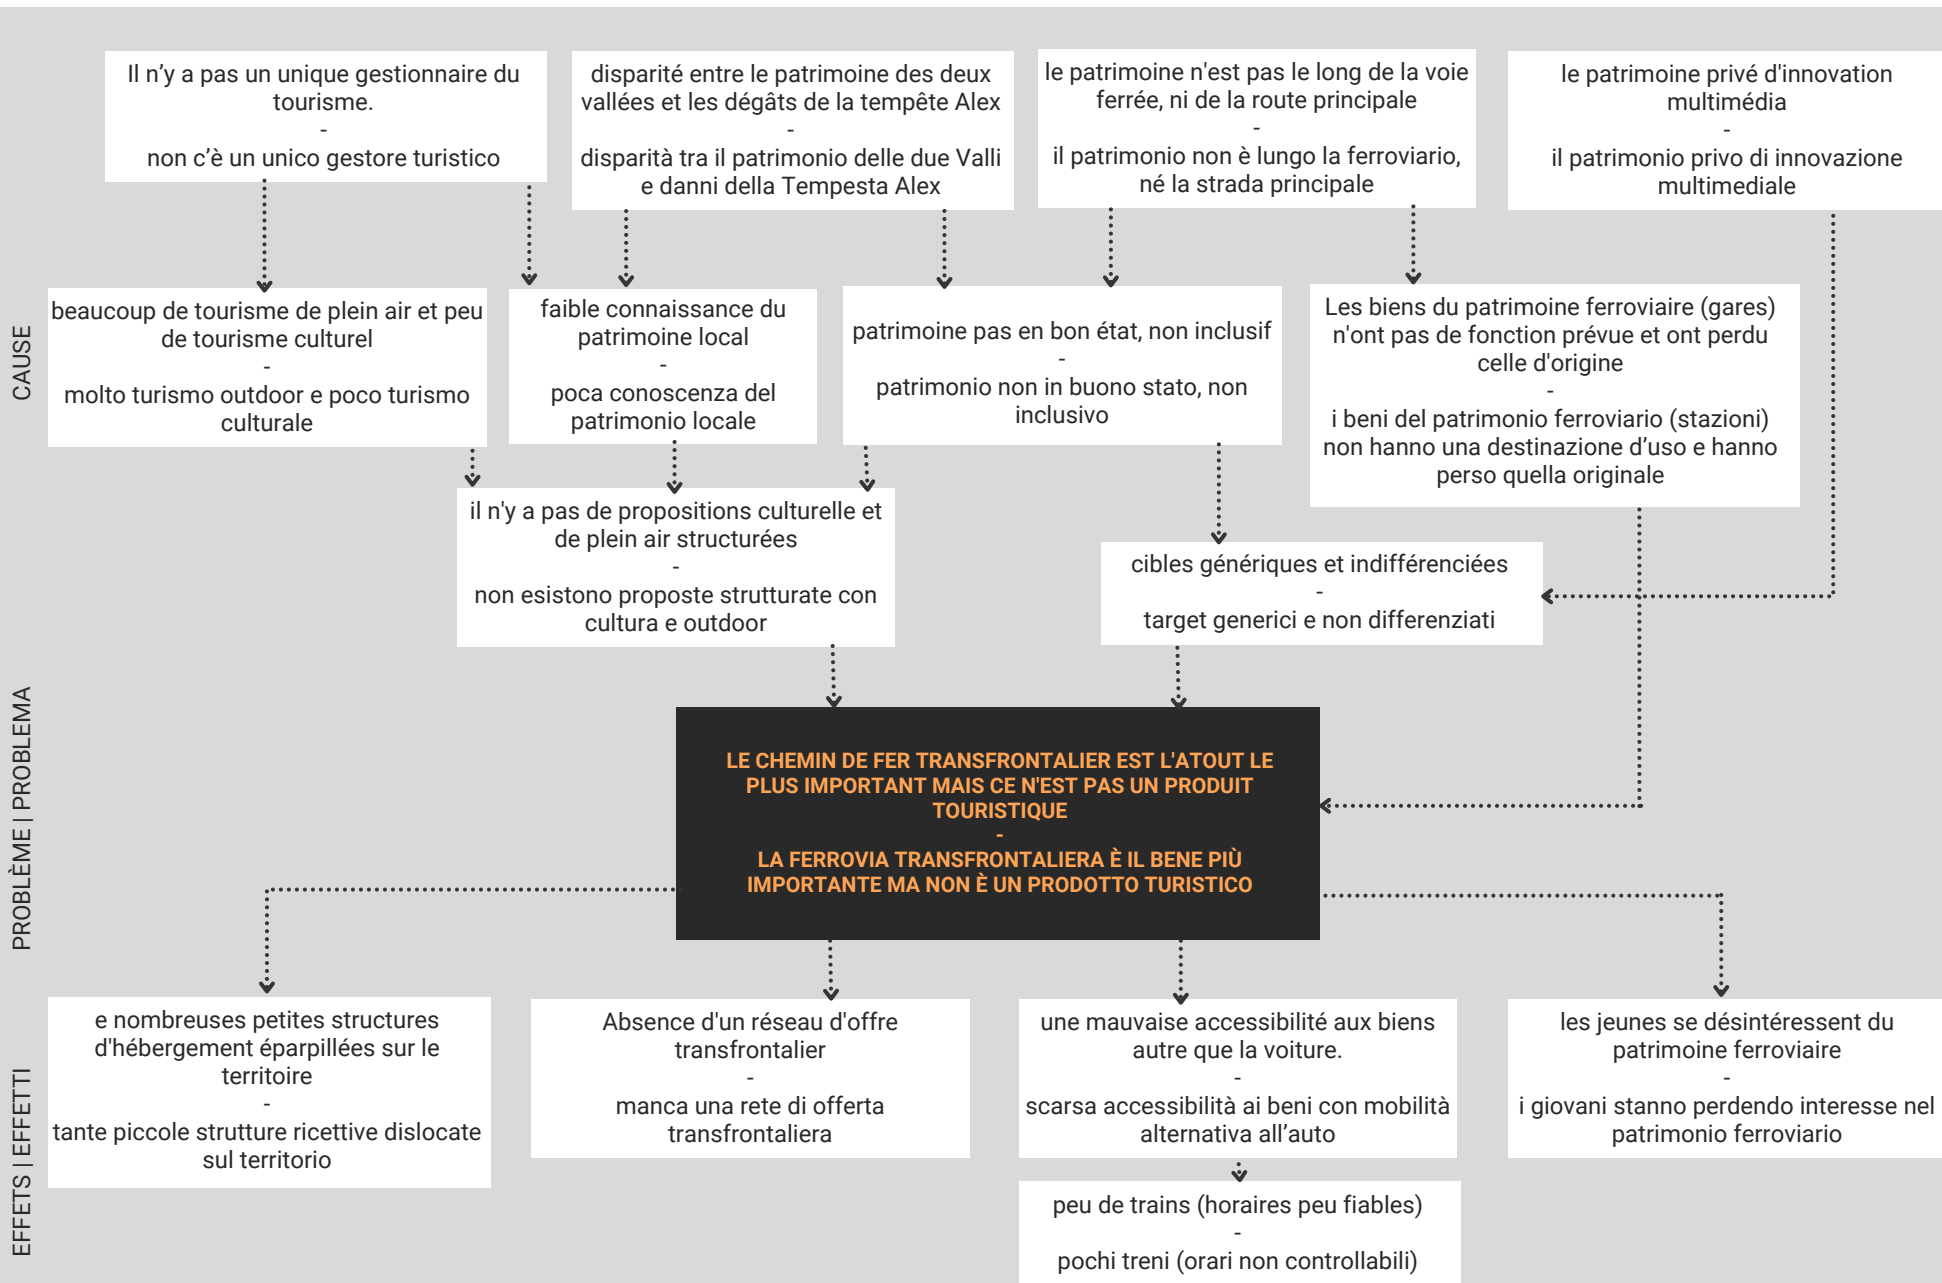 Il n'y a pas un unique gestionnaire du
tourisme.
-
non c'è un unico gestore turistico
disparité entre le patrimoine des deux
vallées et les dégâts de la tempête Alex
-
disparità tra il patrimonio delle due Valli
e danni della Tempesta Alex
le patrimoine n'est pas le long de la voie
ferrée, ni de la route principale
-
il patrimonio non è lungo la ferroviario,
né la strada principale
le patrimoine privé d'innovation
multimédia
-
il patrimonio privo di innovazione
multimediale
CAUSE
beaucoup de tourisme de plein air et peu
de tourisme culturel
-
molto turismo outdoor e poco turismo
culturale
faible connaissance du
patrimoine local
-
poca conoscenza del
patrimonio locale
patrimoine pas en bon état, non inclusif
-
patrimonio non in buono stato, non
inclusivo
Les biens du patrimoine ferroviaire (gares)
n'ont pas de fonction prévue et ont perdu
celle d'origine
-
i beni del patrimonio ferroviario (stazioni)
non hanno una destinazione d'uso e hanno
perso quella originale
il n'y a pas de propositions culturelle et
de plein air structurées
-
non esistono proposte strutturate con
cultura e outdoor
cibles génériques et indifférenciées
-
target generici e non differenziati
PROBLÈME | PROBLEMA
LE CHEMIN DE FER TRANSFRONTALIER EST L'ATOUT LE
PLUS IMPORTANT MAIS CE N'EST PAS UN PRODUIT
TOURISTIQUE
-
LA FERROVIA TRANSFRONTALIERA È IL BENE PIÙ
IMPORTANTE MA NON È UN PRODOTTO TURISTICO
EFFETS | EFFETTI
e nombreuses petites structures
d'hébergement éparpillées sur le
territoire
-
tante piccole strutture ricettive dislocate
sul territorio
Absence d'un réseau d'offre
transfrontalier
-
manca una rete di offerta
transfrontaliera
une mauvaise accessibilité aux biens
autre que la voiture.
-
scarsa accessibilità ai beni con mobilità
alternativa all'auto
les jeunes se désintéressent du
patrimoine ferroviaire
-
i giovani stanno perdendo interesse nel
patrimonio ferroviario
peu de trains (horaires peu fiables)
-
pochi treni (orari non controllabili)